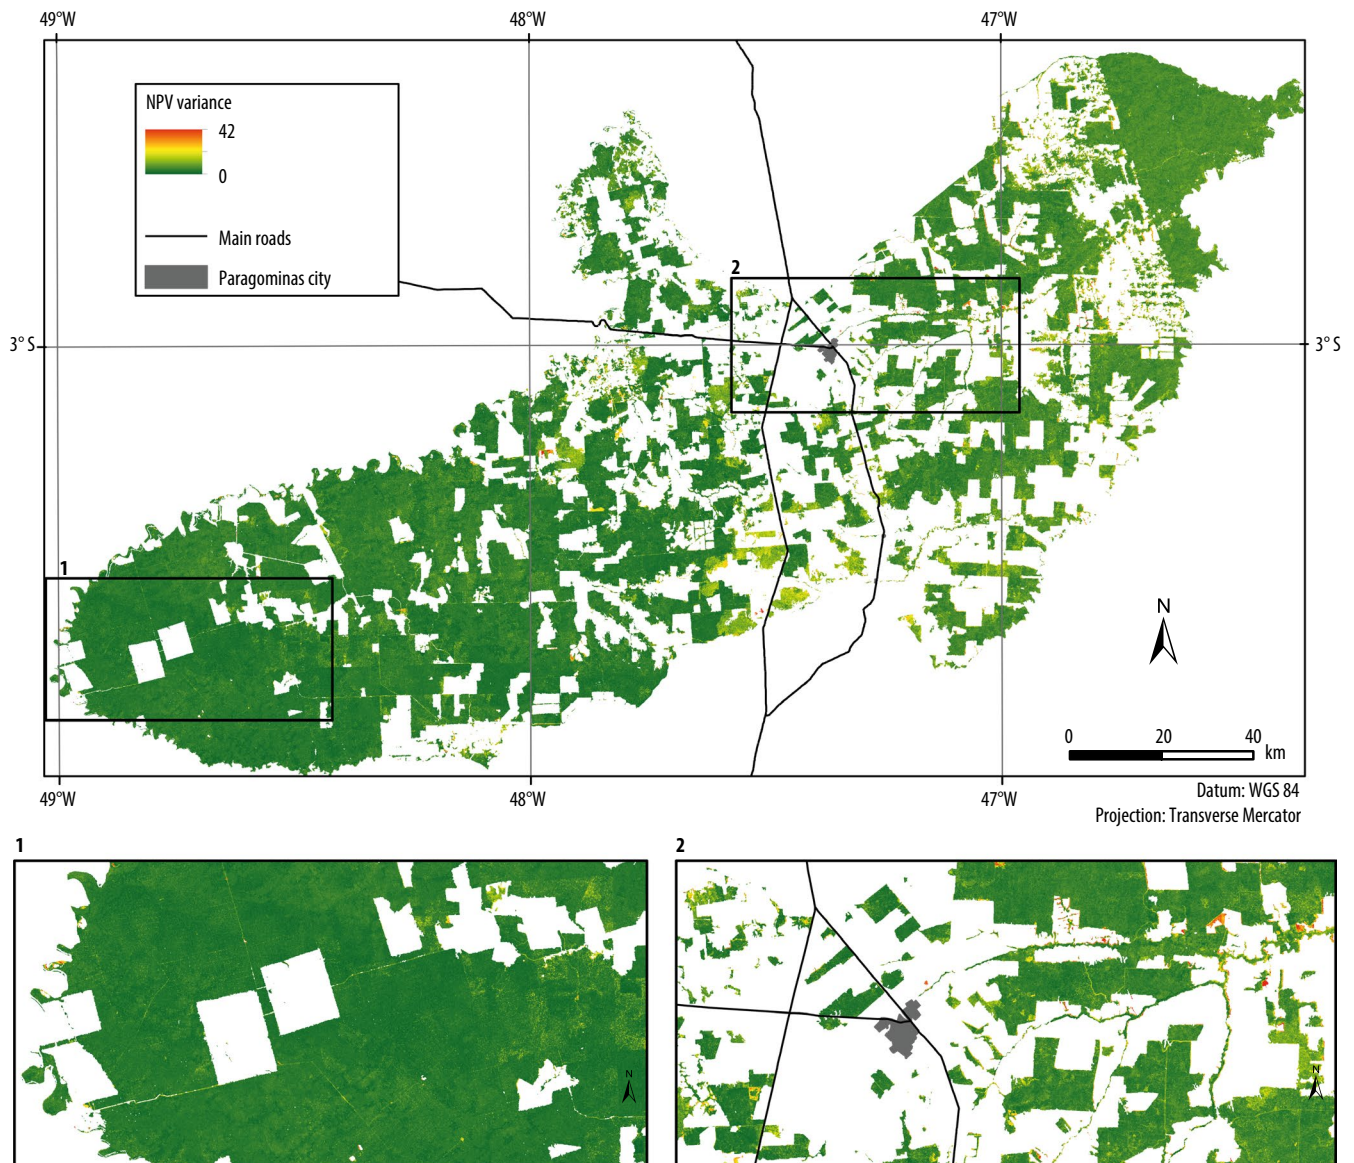 49°W 48°W 47°W
NPV variance
42
0
Main roads
Paragominas city
2
3°S 3°S
1
N
0 20 40
km
49°W 48°W 47°W
Datum: WGS 84
Projection: Transverse Mercator
1 2
N N